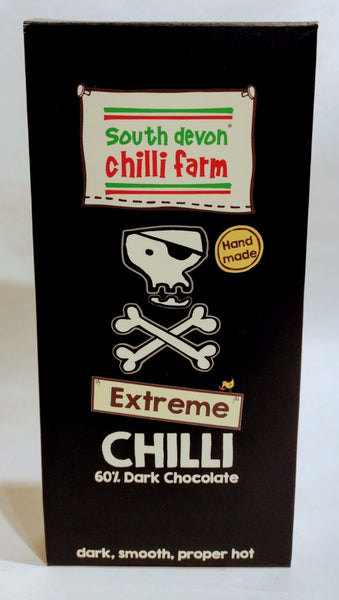 South devon®
chilli farm
Hand
made
Extreme
CHILLI
60% Dark Chocolate
dark, smooth, proper hot